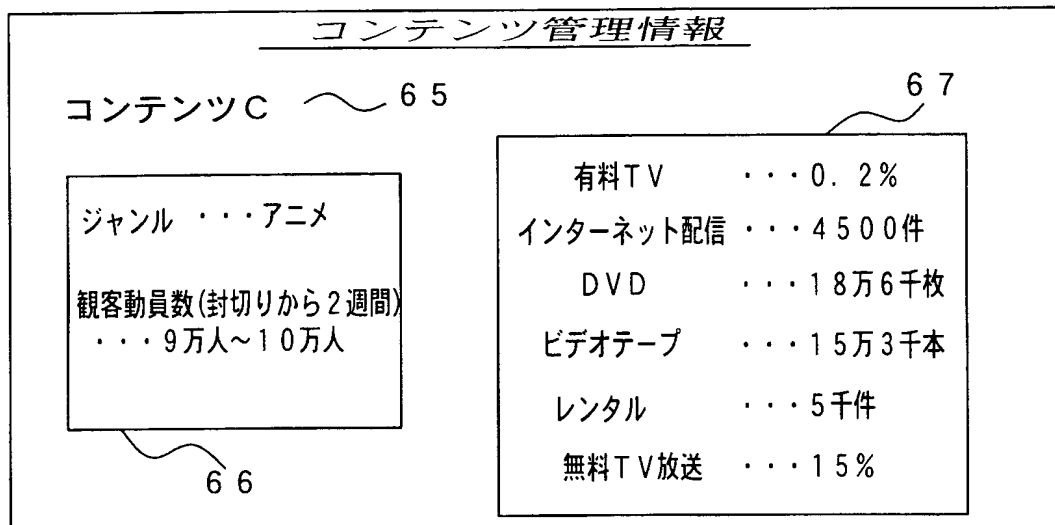 コンテンツ管理情報
コンテンツC 65
67
ジャンル ・・・アニメ
観客動員数(封切りから2週間)
・・・9万人~10万人
66
有料TV ・・・0.2%
インターネット配信 ・・・4500件
DVD ・・・18万6千枚
ビデオテープ ・・・15万3千本
レンタル ・・・5千件
無料TV放送 ・・・15%